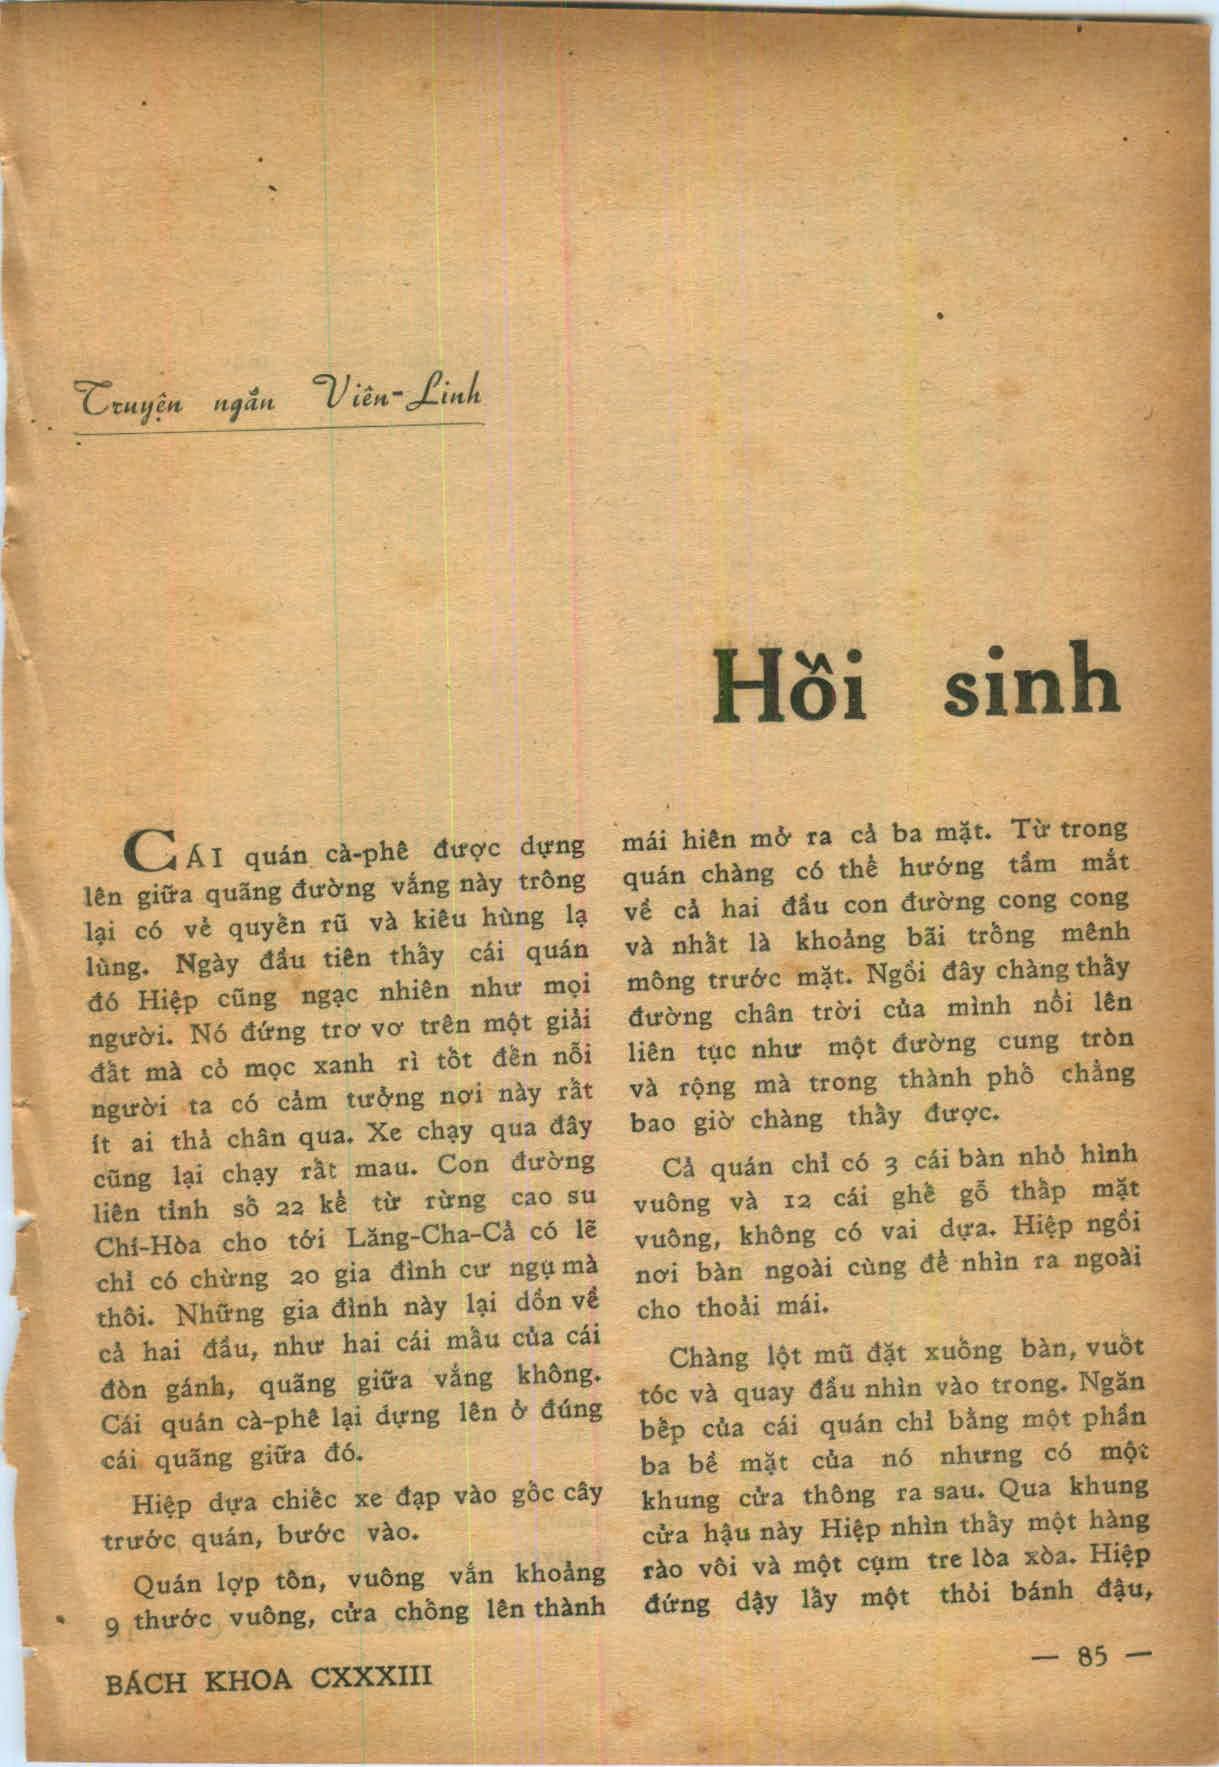 Truyện ngắn Viên-Linh
Hồi sinh
CÁI quán cà-phê được dựng
lên giữa quãng đường vắng này trông
lại có vẻ quyền rũ và kiêu hùng lạ
lùng. Ngày đầu tiên thấy cái quán
đó Hiệp cũng ngạc nhiên như mọi
người. Nó đứng trơ vơ trên một giải
đất mà cỏ mọc xanh rì tốt đến nỗi
người ta có cảm tưởng nơi này rất
ít ai thả chân qua. Xe chạy qua đây
cũng lại chạy rất mau. Con đường
liên tỉnh số 22 kể từ rừng cao su
Chí-Hòa cho tới Lăng-Cha-Cả có lẽ
chỉ có chừng 20 gia đình cư ngụ mà
thôi. Những gia đình này lại dồn về
cả hai đầu, như hai cái mấu của cái
đòn gánh, quãng giữa vắng không.
Cái quán cà-phê lại dựng lên ở đúng
cái quãng giữa đó.
Hiệp dựa chiếc xe đạp vào gốc cây
trước quán, bước vào.
Quán lợp tôn, vuông vắn khoảng
9 thước vuông, cửa chống lên thành
mái hiên mở ra cả ba mặt. Từ trong
quán chàng có thể hướng tầm mắt
về cả hai đầu con đường cong cong
và nhất là khoảng bãi trống mênh
mông trước mặt. Ngồi đây chàng thấy
đường chân trời của mình nổi lên
liên tục như một đường cung tròn
và rộng mà trong thành phố chẳng
bao giờ chàng thấy được.
Cả quán chỉ có 3 cái bàn nhỏ hình
vuông và 12 cái ghế gỗ thấp mặt
vuông, không có vai dựa. Hiệp ngồi
nơi bàn ngoài cùng để nhìn ra ngoài
cho thoải mái.
Chàng lột mũ đặt xuống bàn, vuốt
tóc và quay đầu nhìn vào trong. Ngăn
bếp của cái quán chỉ bằng một phần
ba bề mặt của nó nhưng có một
khung cửa thông ra sau. Qua khung
cửa hậu này Hiệp nhìn thấy một hàng
rào vôi và một cụm tre lòa xòa. Hiệp
đứng dậy lấy một thỏi bánh đậu,
BÁCH KHOA CXXXIII
— 85 —